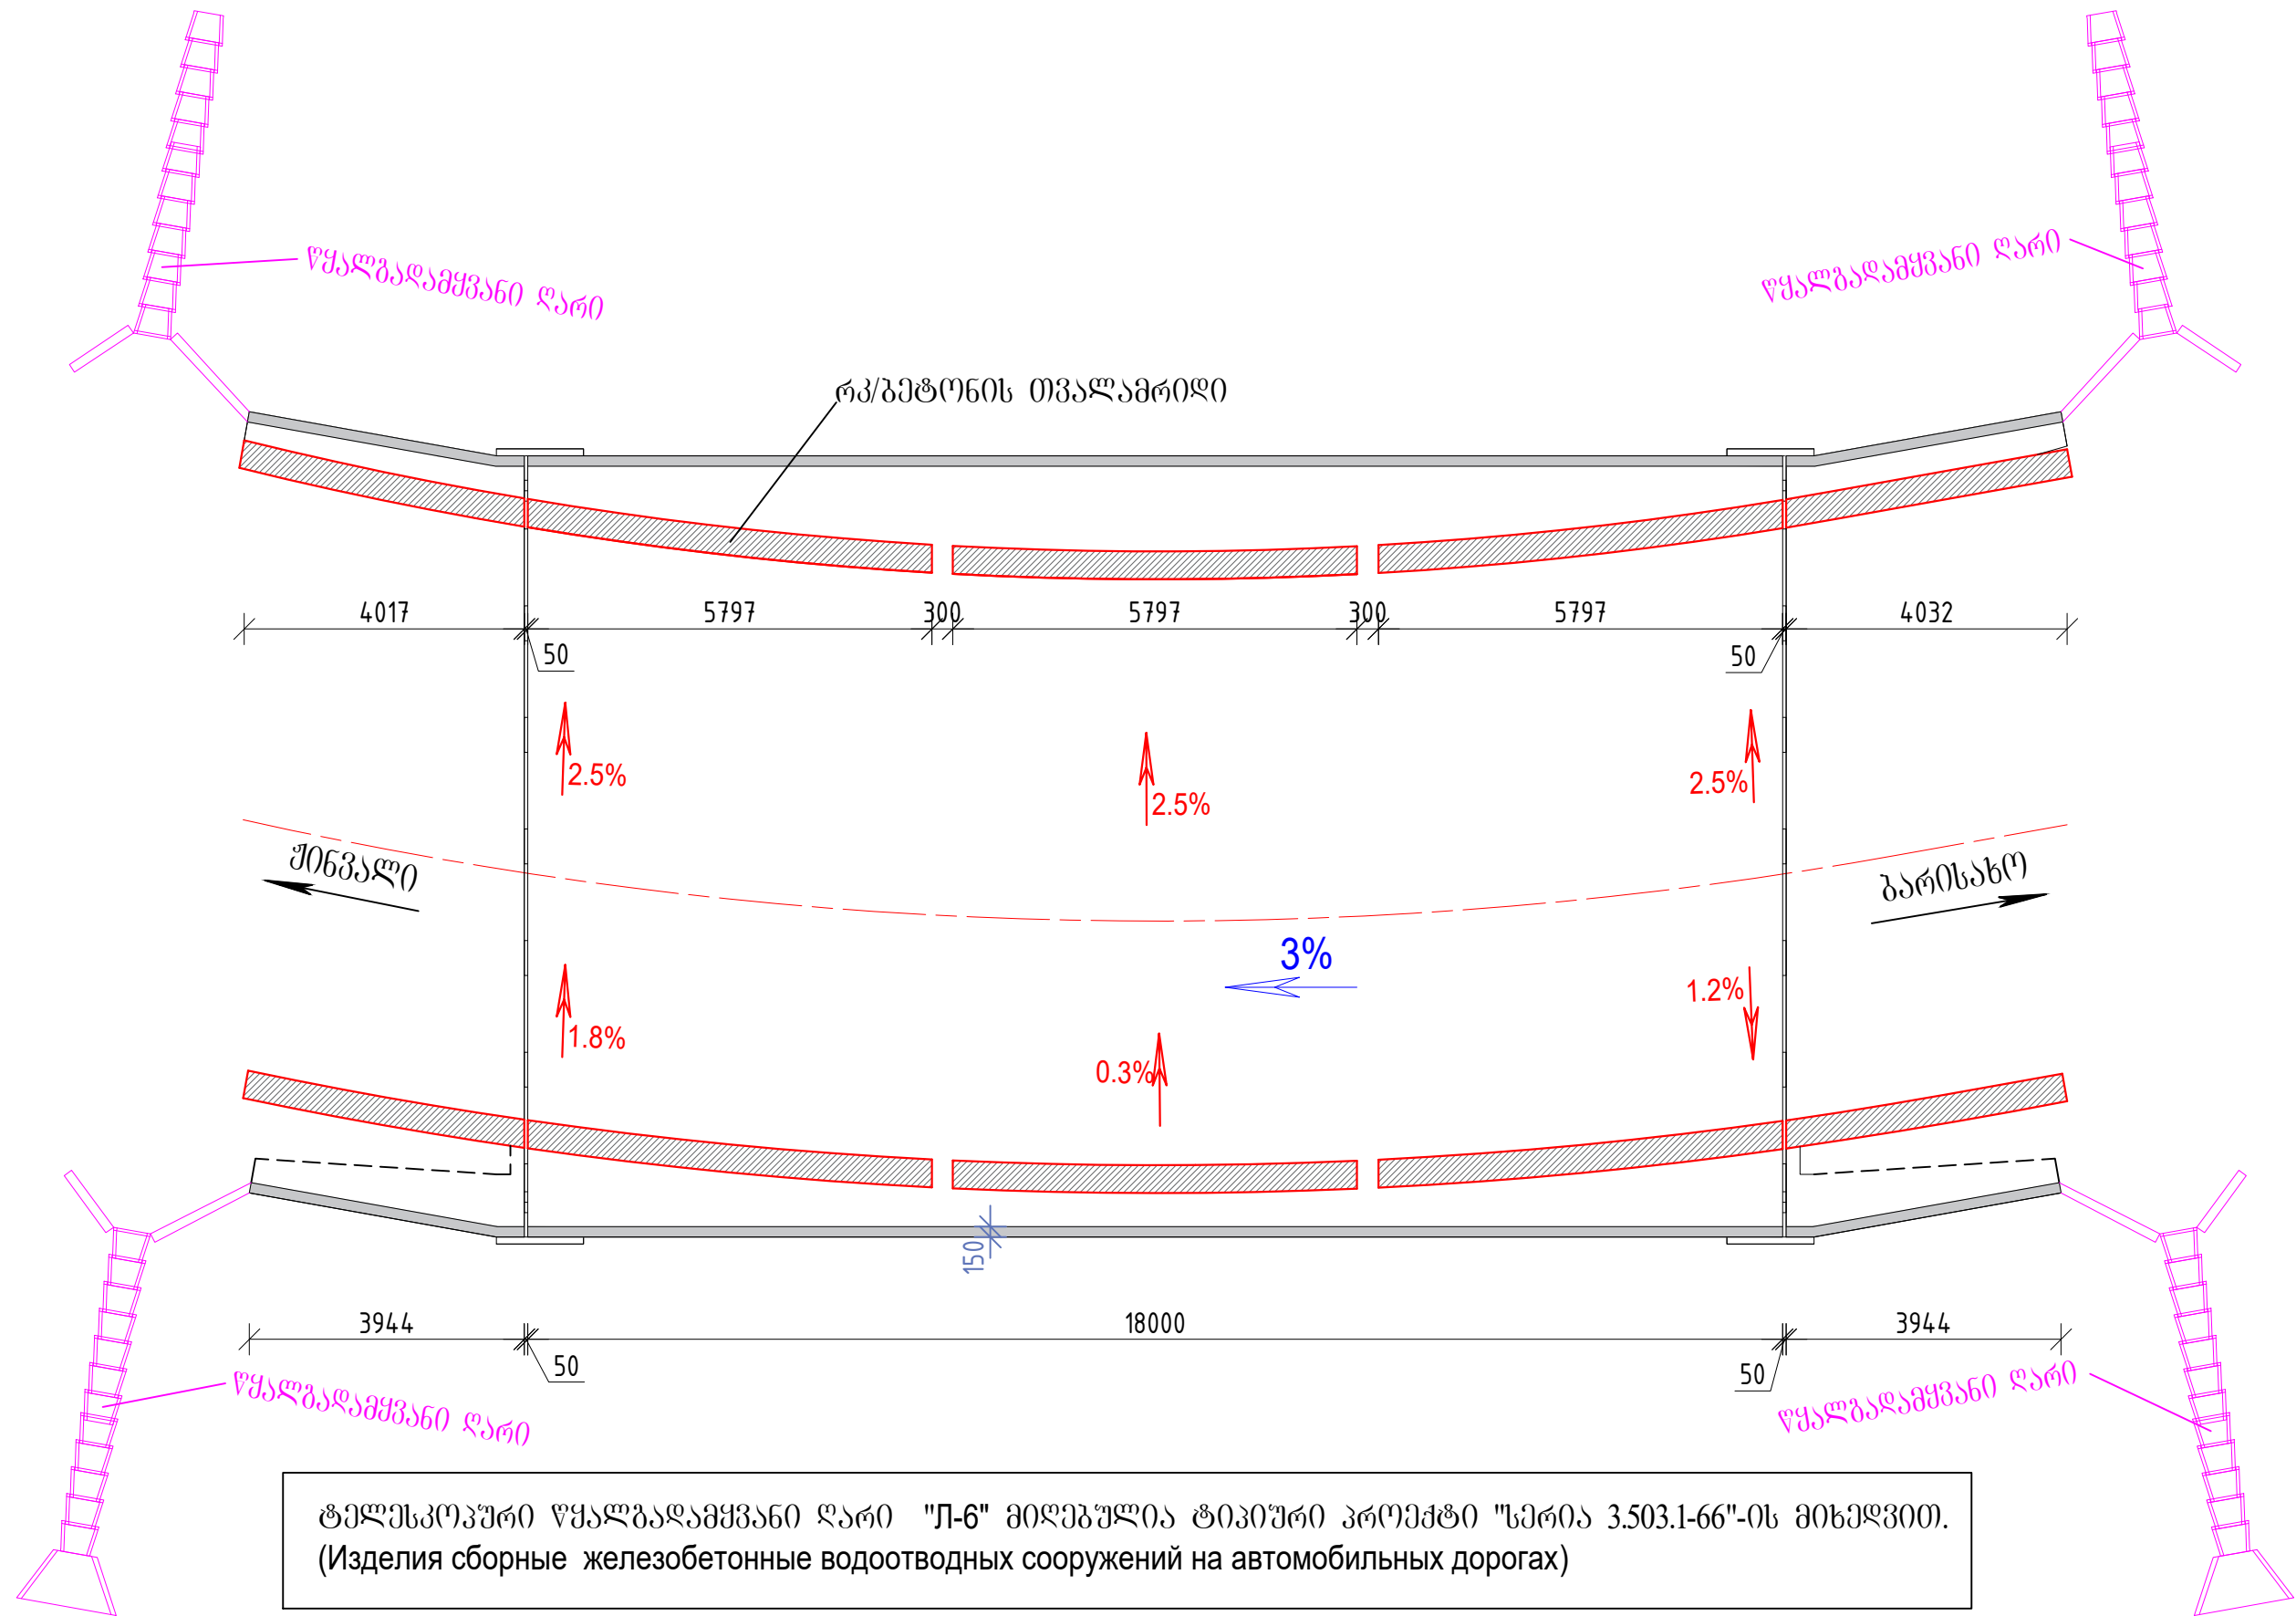 წყალგადამყვანი ღარი
წყალგადამყვანი ღარი
რკ/ბეტონის თვალამრიდი
4017
5797
300
5797
300
5797
4032
50
50
2.5%
2.5%
2.5%
ჟინვალი
ბარისახო
3%
1.8%
0.3%
1.2%
150
3944
18000
3944
50
50
წყალგადამყვანი ღარი
წყალგადამყვანი ღარი
ტელესკოპური წყალგადამყვანი ღარი "Л-6" მიღებულია ტიპიური პროექტი "სერია 3.503.1-66"-ის მიხედვით.
(Изделия сборные железобетонные водоотводных сооружений на автомобильных дорогах)